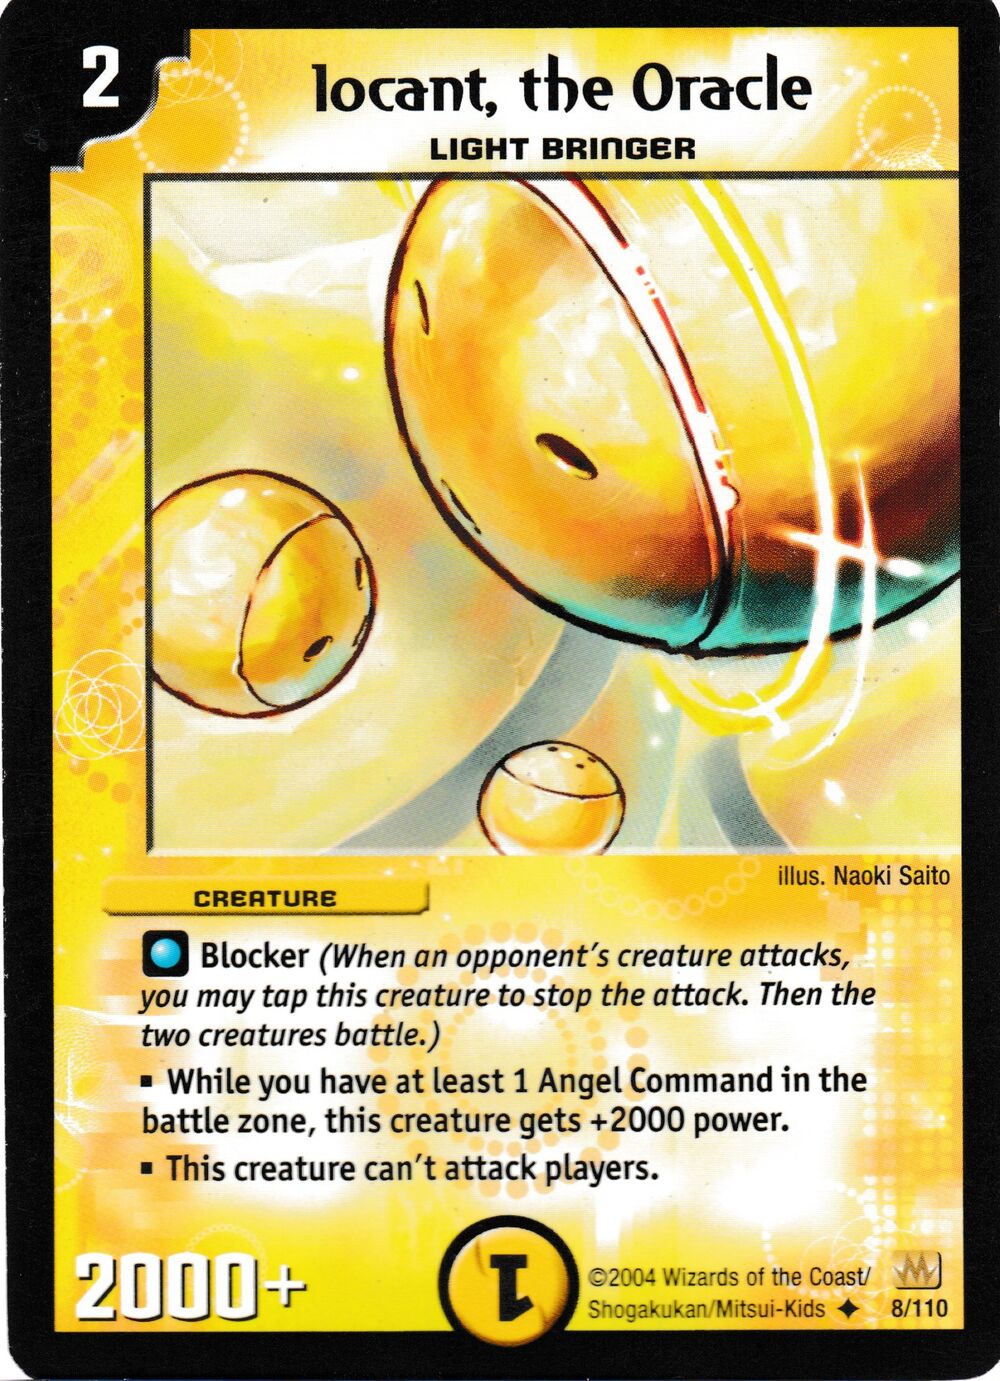 2
Iocant, the Oracle
LIGHT BRINGER
illus. Naoki Saito
CREATURE
Blocker (When an opponent's creature attacks,
you may tap this creature to stop the attack. Then the
two creatures battle.)
▪ While you have at least 1 Angel Command in the
battle zone, this creature gets +2000 power.
▪ This creature can't attack players.
2000+
1
©2004 Wizards of the Coast/
Shogakukan/Mitsui-Kids ✦ 8/110